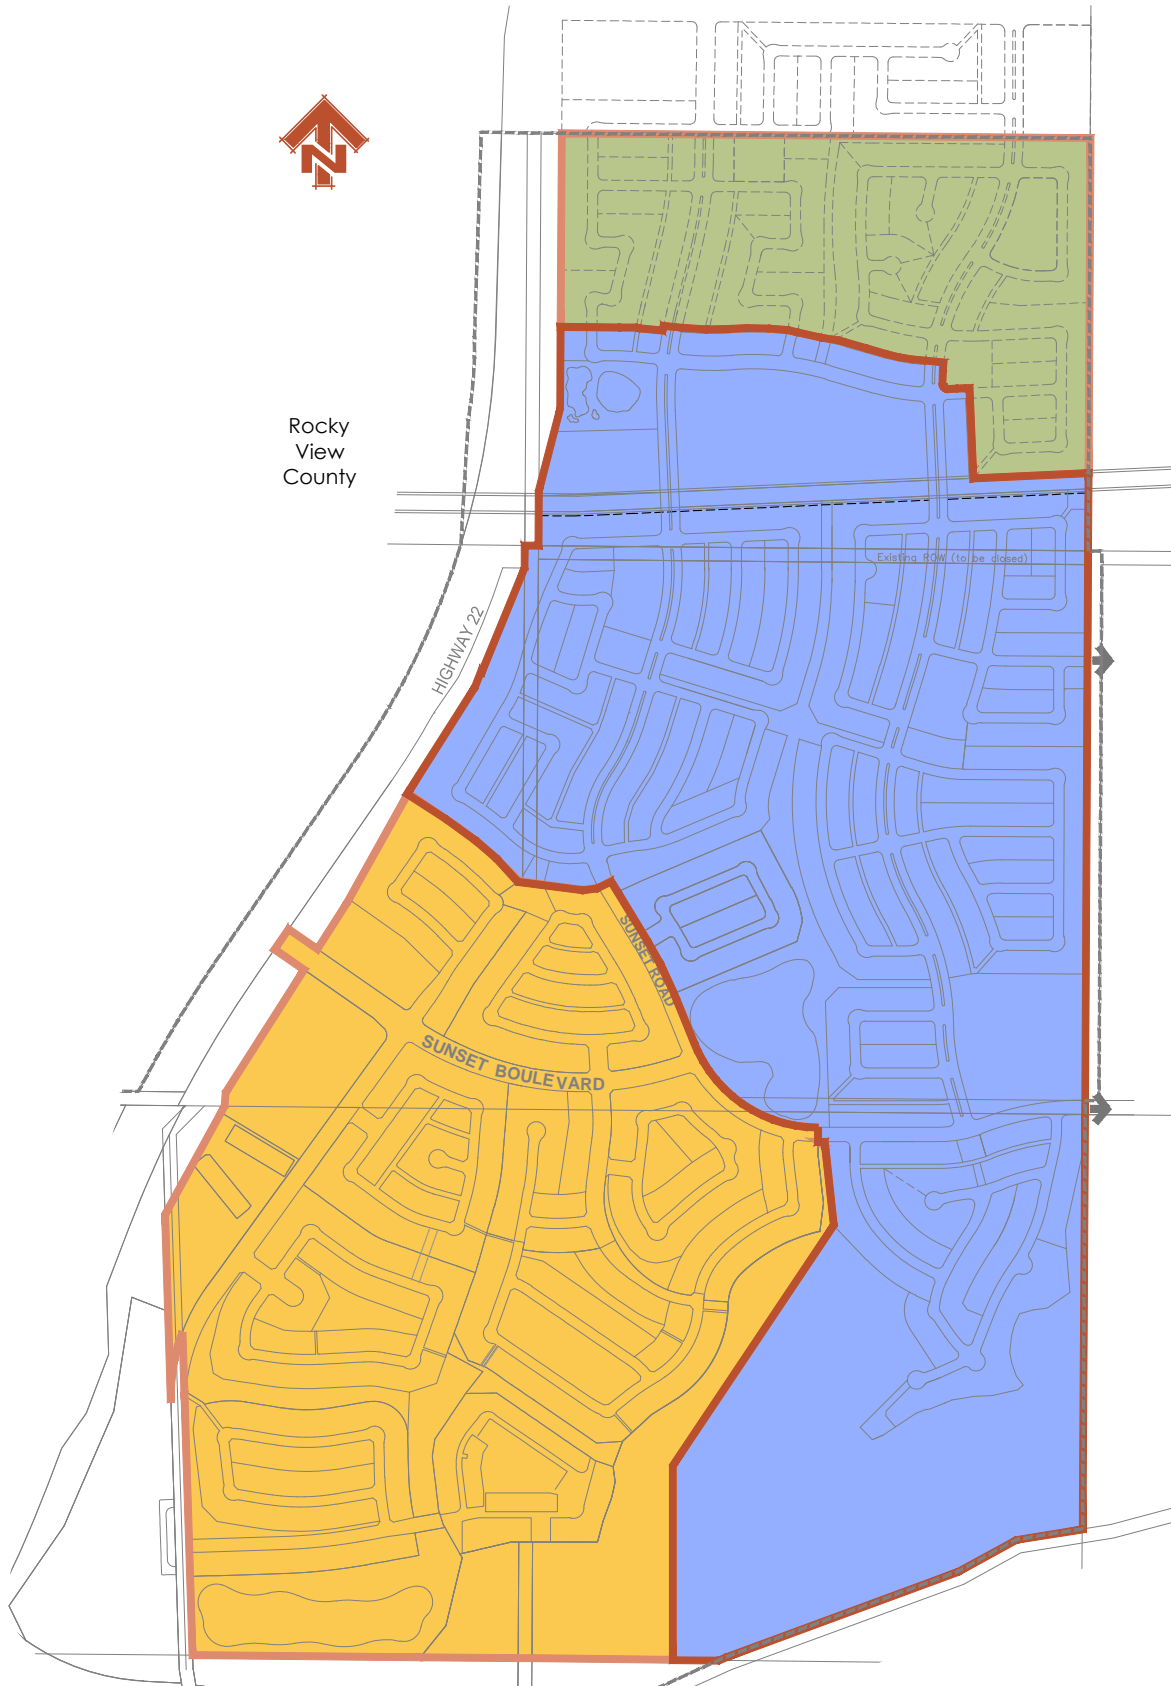 N
Rocky
View
County
Existing ROW (to be closed)
HIGHWAY 22
SUNSET ROAD
SUNSET BOULEVARD